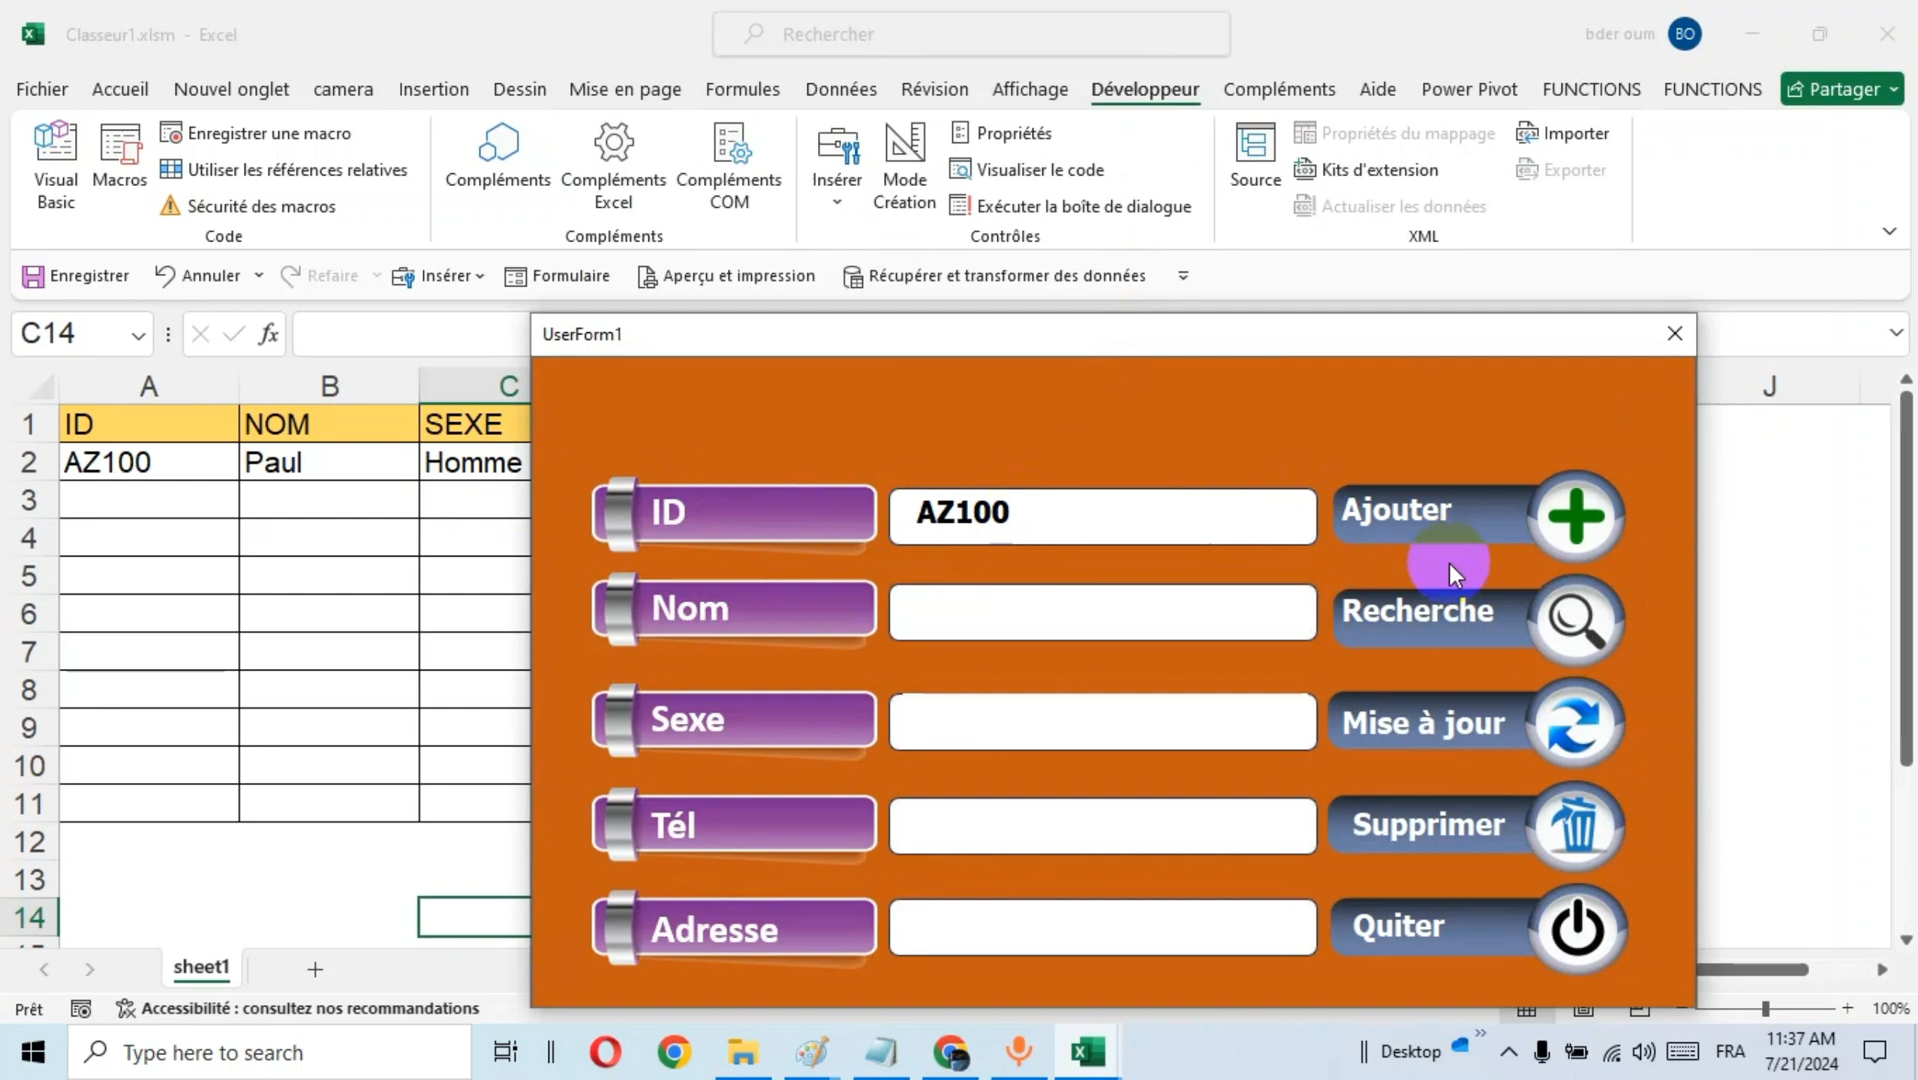 Classeur1.xlsm - Excel
Rechercher
bder oum BO
Fichier Accueil Nouvel onglet camera Insertion Dessin Mise en page Formules Données Révision Affichage Développeur Compléments Aide Power Pivot FUNCTIONS FUNCTIONS Partager
Visual Basic
Macros
Enregistrer une macro
Utiliser les références relatives
Sécurité des macros
Code
Compléments
Compléments Excel
Compléments COM
Compléments
Insérer
Mode Création
Propriétés
Visualiser le code
Exécuter la boîte de dialogue
Contrôles
Source
Propriétés du mappage
Kits d'extension
Actualiser les données
Importer
Exporter
XML
Enregistrer Annuler Refaire Insérer Formulaire Aperçu et impression Récupérer et transformer des données
C14 fx
UserForm1
A B C J
1 ID NOM SEXE
2 AZ100 Paul Homme
3
4
5
6
7
8
9
10
11
12
13
14
ID AZ100 Ajouter
Nom Recherche
Sexe Mise à jour
Tél Supprimer
Adresse Quiter
sheet1
Prêt Accessibilité : consultez nos recommandations 100%
Type here to search
Desktop FRA
11:37 AM
7/21/2024